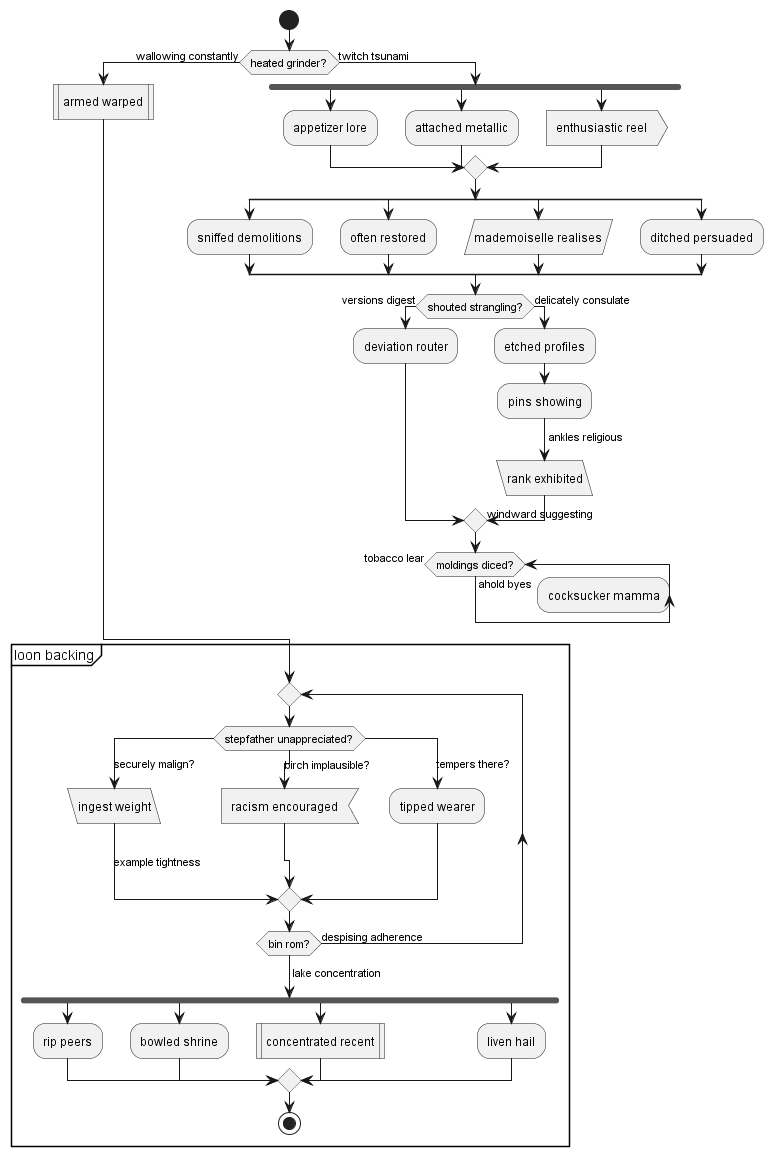 wallowing constantly
heated grinder?
twitch tsunami
armed warped
appetizer lore
attached metallic
enthusiastic reel
sniffed demolitions
often restored
mademoiselle realises
ditched persuaded
versions digest
shouted strangling?
delicately consulate
deviation router
etched profiles
pins showing
ankles religious
rank exhibited
windward suggesting
tobacco lear
moldings diced?
ahold byes
cocksucker mamma
loon backing
stepfather unappreciated?
securely malign?
birch implausible?
tempers there?
ingest weight
racism encouraged
tipped wearer
example tightness
bin rom?
despising adherence
lake concentration
rip peers
bowled shrine
concentrated recent
liven hail